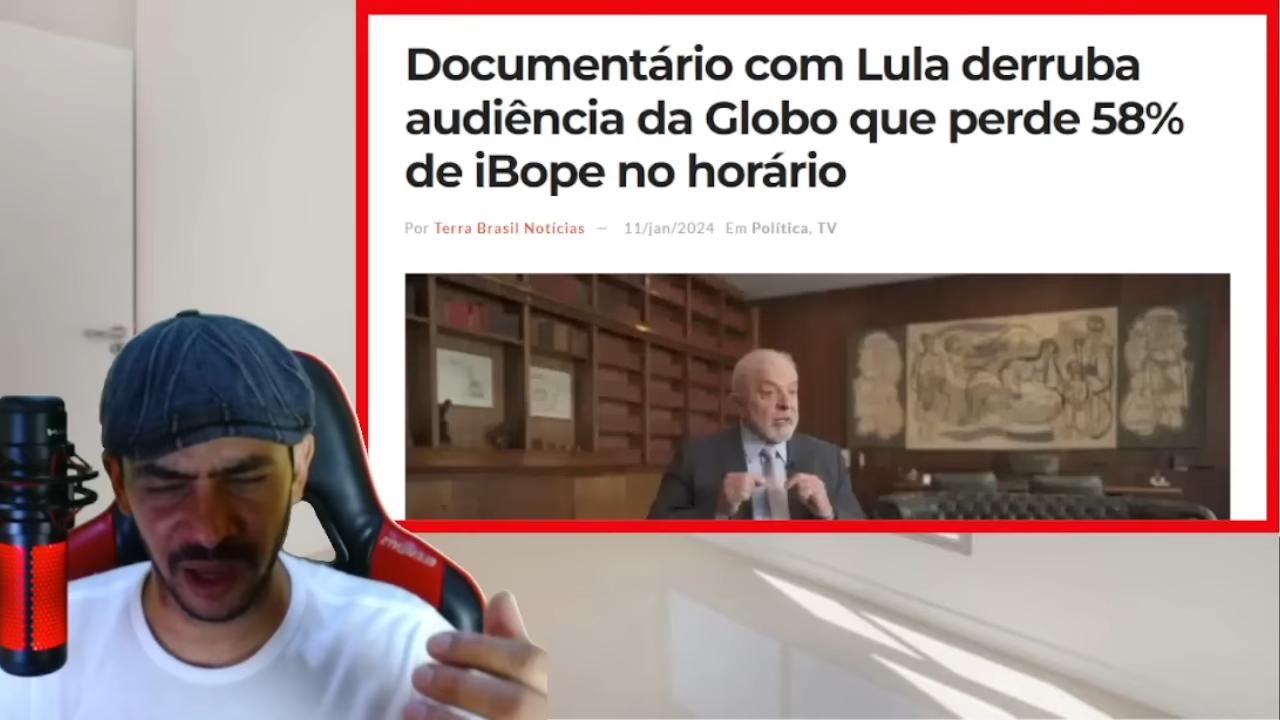 Documentário com Lula derruba
audiência da Globo que perde 58%
de iBope no horário
Por Terra Brasil Notícias — 11/jan/2024 Em Política, TV